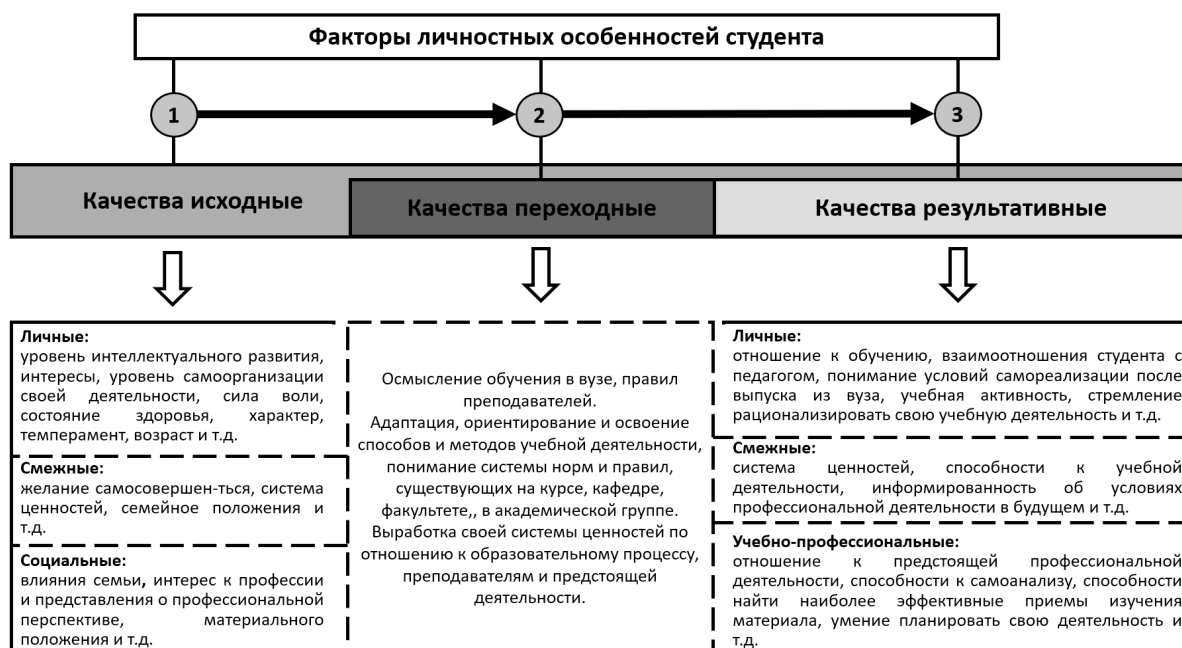 Факторы личностных особенностей студента
1
2
3
Качества исходные
Качества переходные
Качества результативные
Личные:
уровень интеллектуального развития,
интересы, уровень самоорганизации
своей деятельности, сила воли,
состояние здоровья, характер,
темперамент, возраст и т.д.
Смежные:
желание самосовершен-ться, система
ценностей, семейное положения и
т.д.
Социальные:
влияния семьи, интерес к профессии
и представления о профессиональной
перспективе, материального
положения и т.д.
Осмысление обучения в вузе, правил
преподавателей.
Адаптация, ориентирование и освоение
способов и методов учебной деятельности,
понимание системы норм и правил,
существующих на курсе, кафедре,
факультете,, в академической группе.
Выработка своей системы ценностей по
отношению к образовательному процессу,
преподавателям и предстоящей
деятельности.
Личные:
отношение к обучению, взаимоотношения студента с
педагогом, понимание условий самореализации после
выпуска из вуза, учебная активность, стремление
рационализировать свою учебную деятельность и т.д.
Смежные:
система ценностей, способности к учебной
деятельности, информированность об условиях
профессиональной деятельности в будущем и т.д.
Учебно-профессиональные:
отношение к предстоящей профессиональной
деятельности, способности к самоанализу, способности
найти наиболее эффективные приемы изучения
материала, умение планировать свою деятельность и
т.д.